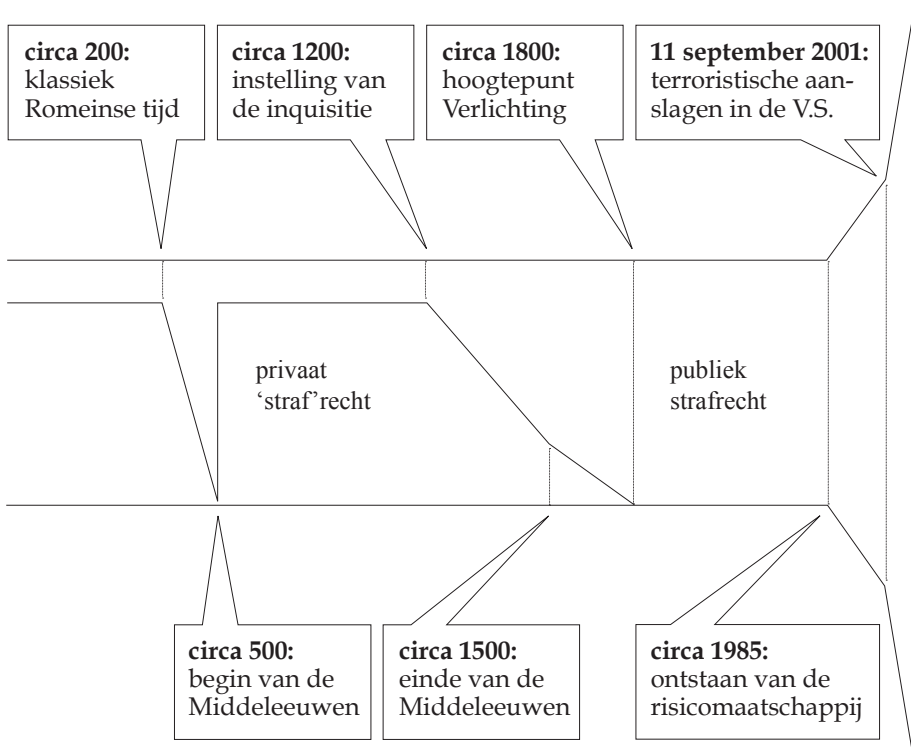 circa 200:
klassiek
Romeinse tijd
circa 1200:
instelling van
de inquisitie
circa 1800:
hoogtepunt
Verlichting
11 september 2001:
terroristische aan-
slagen in de V.S.
privaat
‘straf’recht
publiek
strafrecht
circa 500:
begin van de
Middeleeuwen
circa 1500:
einde van de
Middeleeuwen
circa 1985:
ontstaan van de
risicomaatschappij